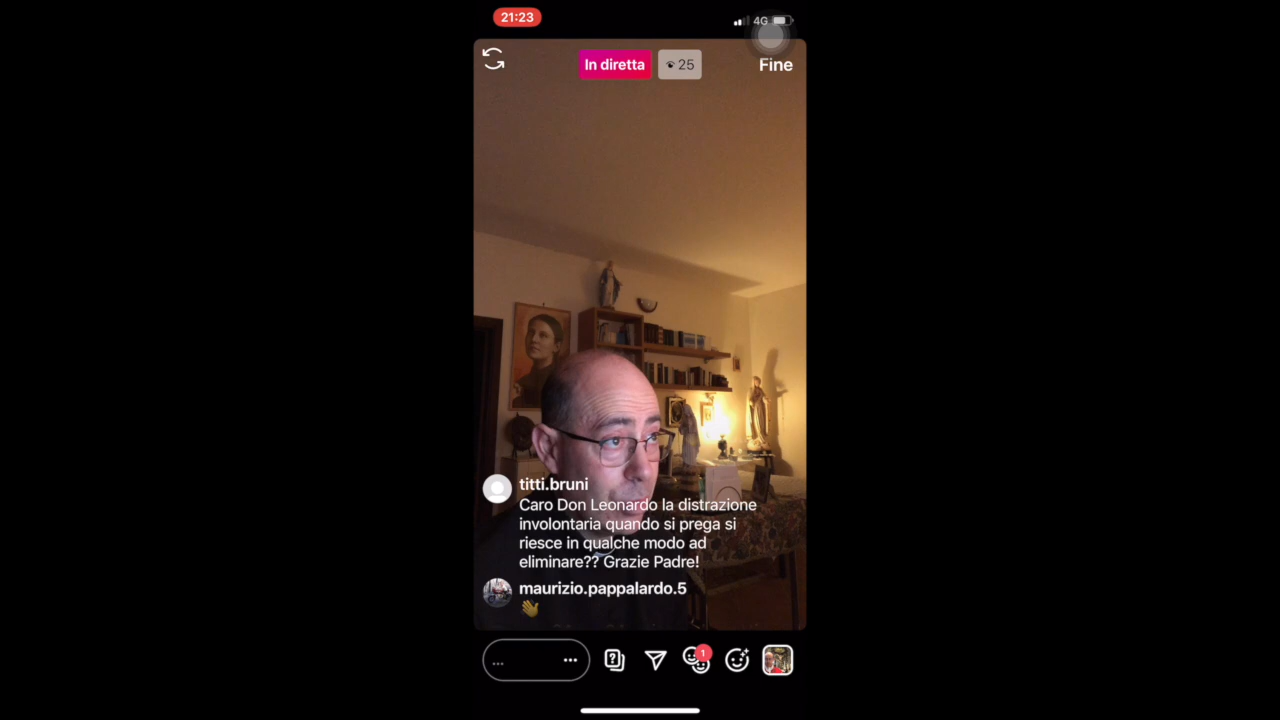 21:23
4G
In diretta
25
Fine
titti.bruni
Caro Don Leonardo la distrazione
involontaria quando si prega si
riesce in qualche modo ad
eliminare?? Grazie Padre!
maurizio.pappalardo.5
👋
...
1